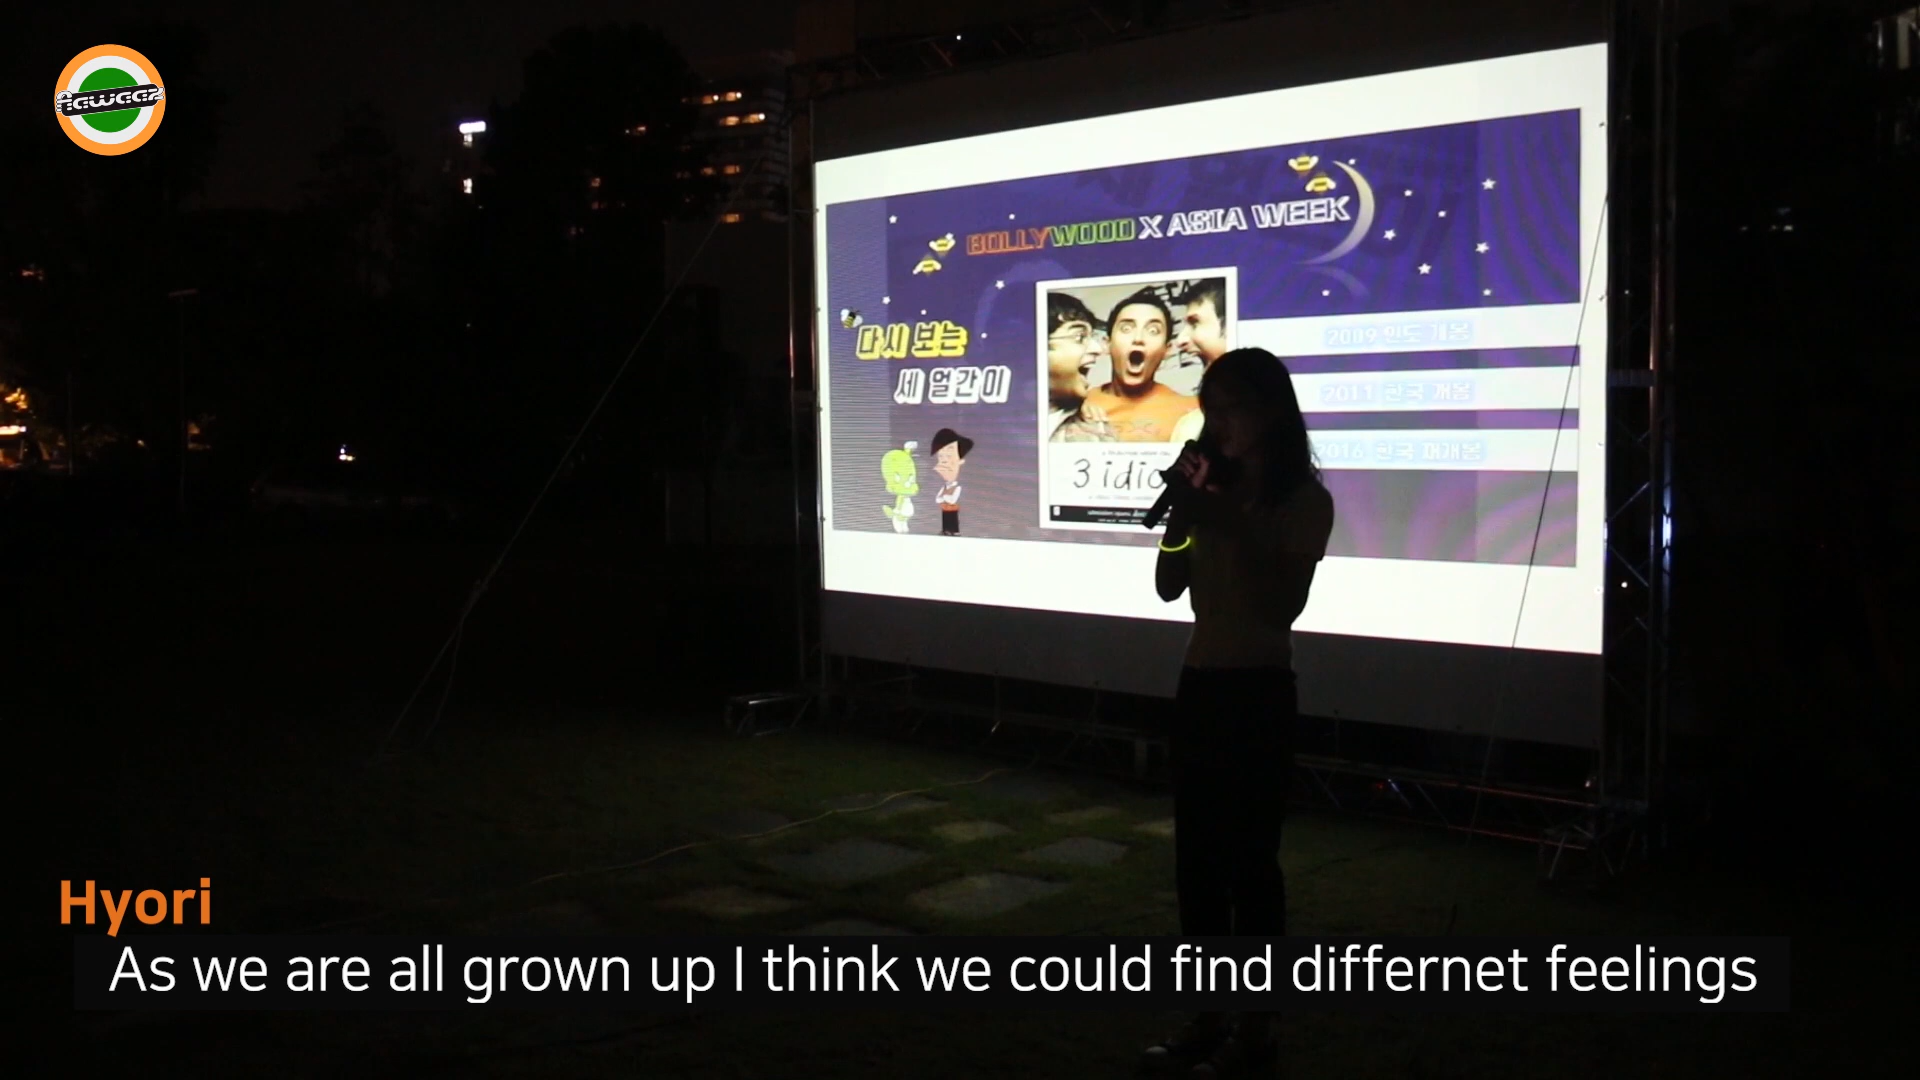 Aawaaz
BOLLYWOOD X ASIA WEEK
다시 보는
세 얼간이
2009 인도 개봉
2011 한국 개봉
2016 한국 재개봉
3 idio
Hyori
As we are all grown up I think we could find differnet feelings